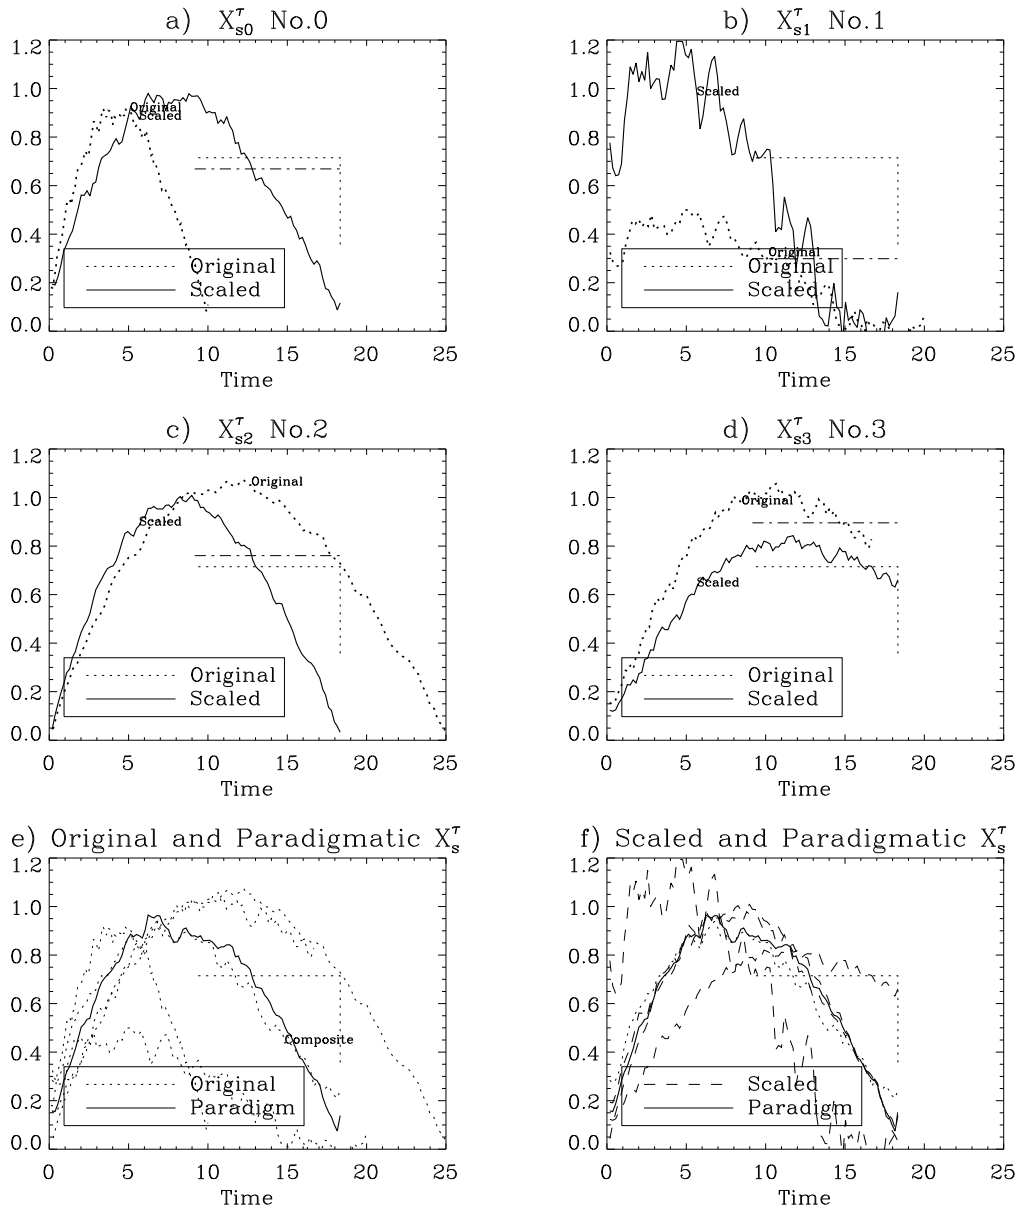 a) X^τ_s0 No.0
1.2
1.0
0.8
0.6
0.4
0.2
0.0
Original
Scaled
Original
Scaled
0 5 10 15 20 25
Time
b) X^τ_s1 No.1
1.2
1.0
0.8
0.6
0.4
0.2
0.0
Scaled
Original
Original
Scaled
0 5 10 15 20 25
Time
c) X^τ_s2 No.2
1.2
1.0
0.8
0.6
0.4
0.2
0.0
Original
Scaled
Original
Scaled
0 5 10 15 20 25
Time
d) X^τ_s3 No.3
1.2
1.0
0.8
0.6
0.4
0.2
0.0
Original
Scaled
Original
Scaled
0 5 10 15 20 25
Time
e) Original and Paradigmatic X^τ_s
1.2
1.0
0.8
0.6
0.4
0.2
0.0
Composite
Original
Paradigm
0 5 10 15 20 25
Time
f) Scaled and Paradigmatic X^τ_s
1.2
1.0
0.8
0.6
0.4
0.2
0.0
Scaled
Paradigm
0 5 10 15 20 25
Time